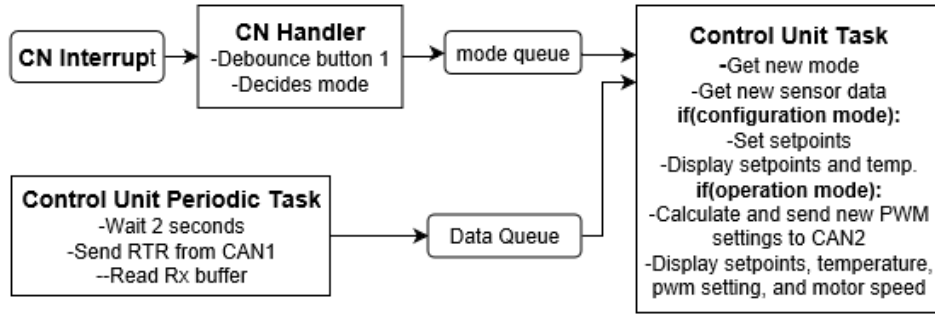 CN Interrupt
CN Handler
-Debounce button 1
-Decides mode
mode queue
Control Unit Task
-Get new mode
-Get new sensor data
if(configuration mode):
-Set setpoints
-Display setpoints and temp.
if(operation mode):
-Calculate and send new PWM
settings to CAN2
-Display setpoints, temperature,
pwm setting, and motor speed
Control Unit Periodic Task
-Wait 2 seconds
-Send RTR from CAN1
--Read Rx buffer
Data Queue